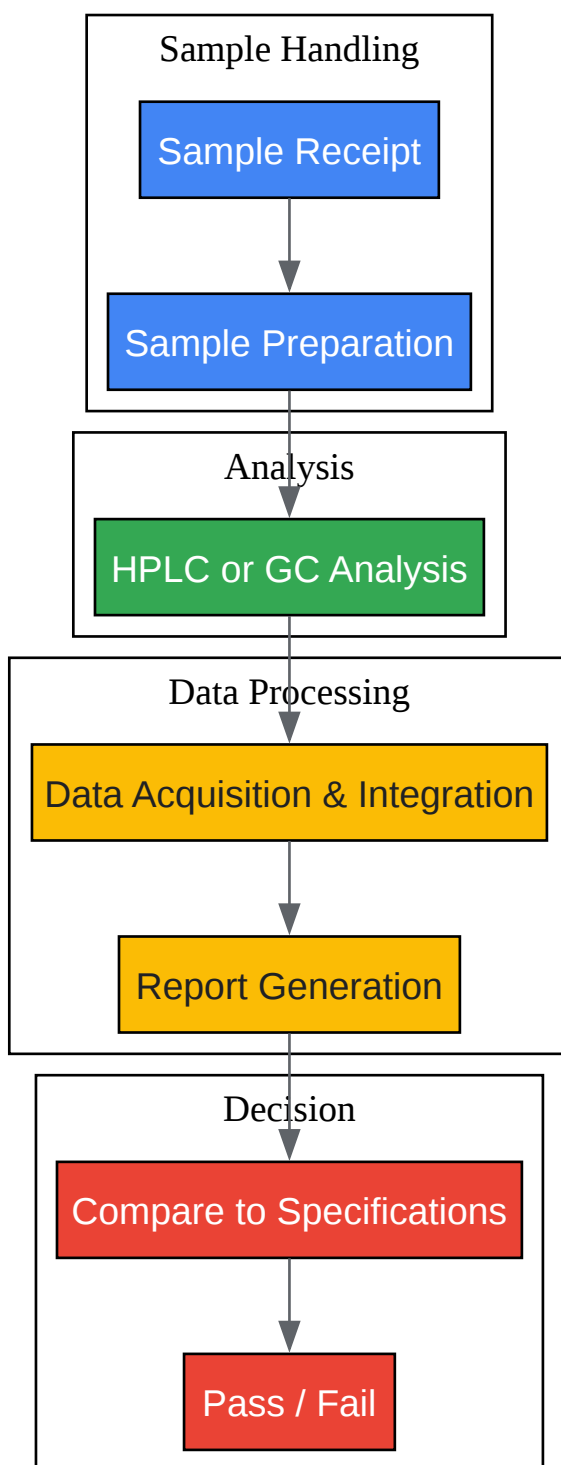 Sample Handling
Sample Receipt
Sample Preparation
Analysis
HPLC or GC Analysis
Data Processing
Data Acquisition & Integration
Report Generation
Decision
Compare to Specifications
Pass / Fail